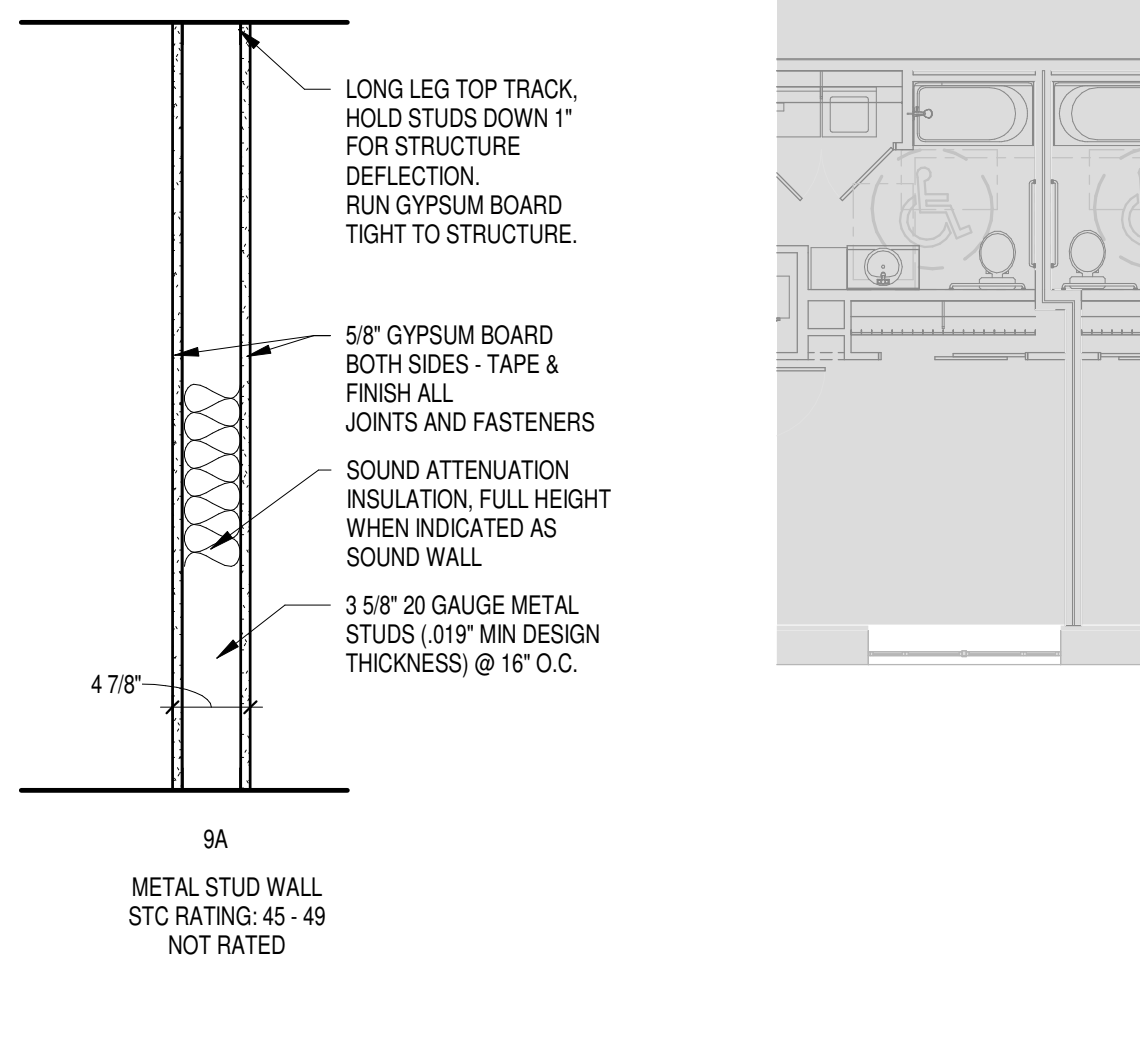 LONG LEG TOP TRACK,
HOLD STUDS DOWN 1"
FOR STRUCTURE
DEFLECTION.
RUN GYPSUM BOARD
TIGHT TO STRUCTURE.
5/8" GYPSUM BOARD
BOTH SIDES - TAPE &
FINISH ALL
JOINTS AND FASTENERS
SOUND ATTENUATION
INSULATION, FULL HEIGHT
WHEN INDICATED AS
SOUND WALL
3 5/8" 20 GAUGE METAL
STUDS (.019" MIN DESIGN
THICKNESS) @ 16" O.C.
4 7/8"
9A
METAL STUD WALL
STC RATING: 45 - 49
NOT RATED